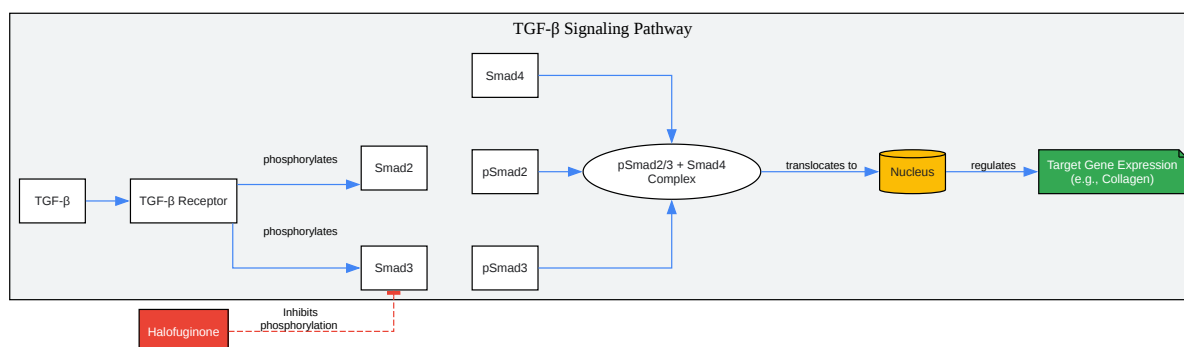 TGF-β Signaling Pathway
Smad4
phosphorylates
Smad2
pSmad2
pSmad2/3 + Smad4
Complex
translocates to
Nucleus
regulates
Target Gene Expression
(e.g., Collagen)
TGF-β
TGF-β Receptor
phosphorylates
Smad3
pSmad3
Halofuginone
Inhibits
phosphorylation